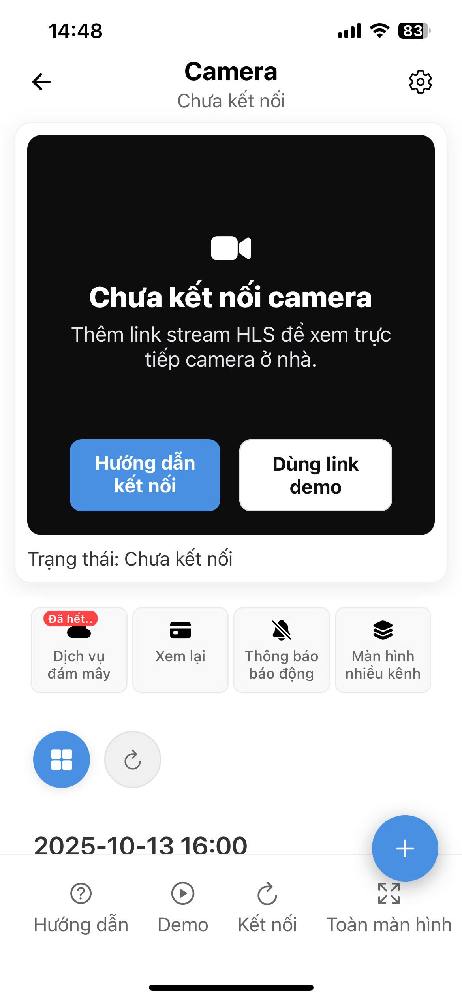 14:48
83
Camera
Chưa kết nối
Chưa kết nối camera
Thêm link stream HLS để xem trực
tiếp camera ở nhà.
Hướng dẫn
kết nối
Dùng link
demo
Trạng thái: Chưa kết nối
Đã hết..
Dịch vụ
đám mây
Xem lại
Thông báo
báo động
Màn hình
nhiều kênh
2025-10-13 16:00
Hướng dẫn
Demo
Kết nối
Toàn màn hình